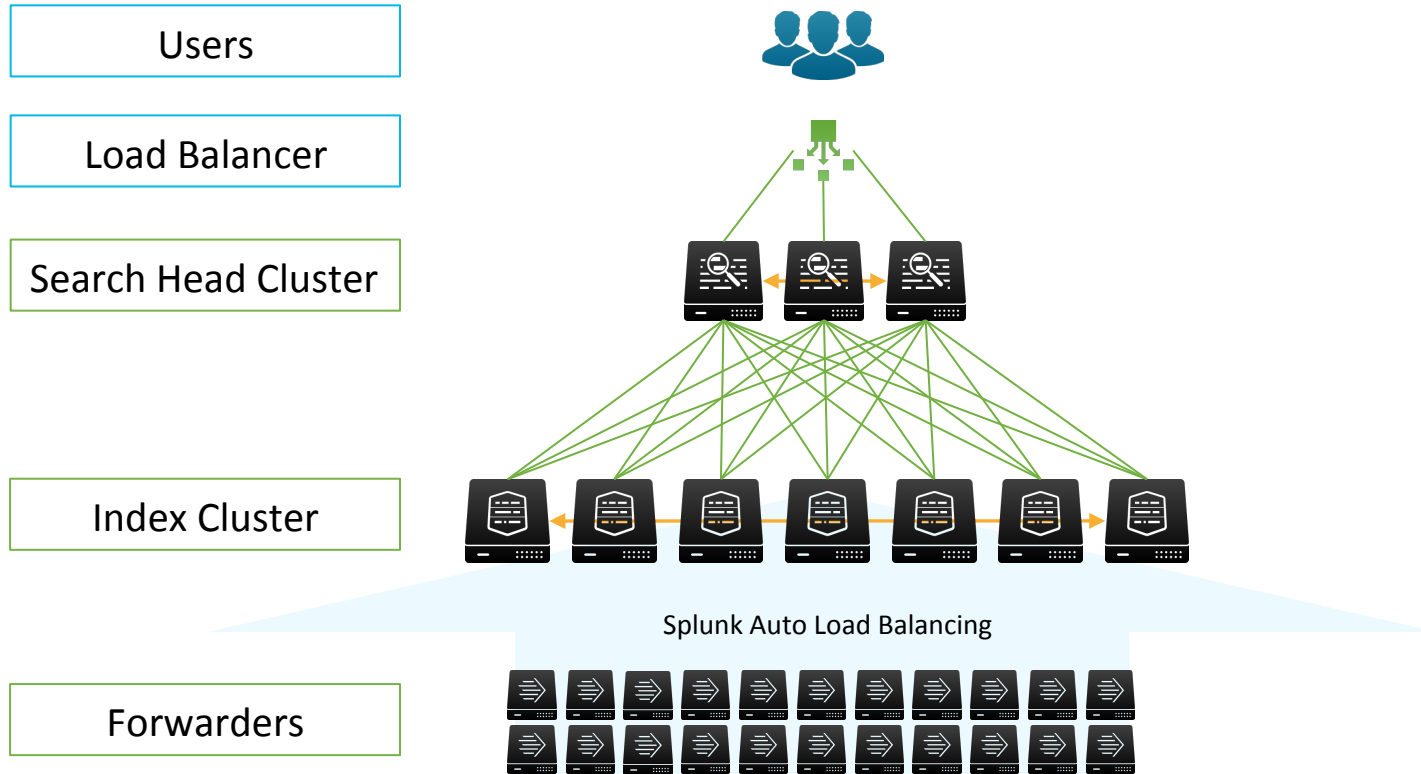 Users
Load Balancer
Search Head Cluster
Index Cluster
Splunk Auto Load Balancing
Forwarders